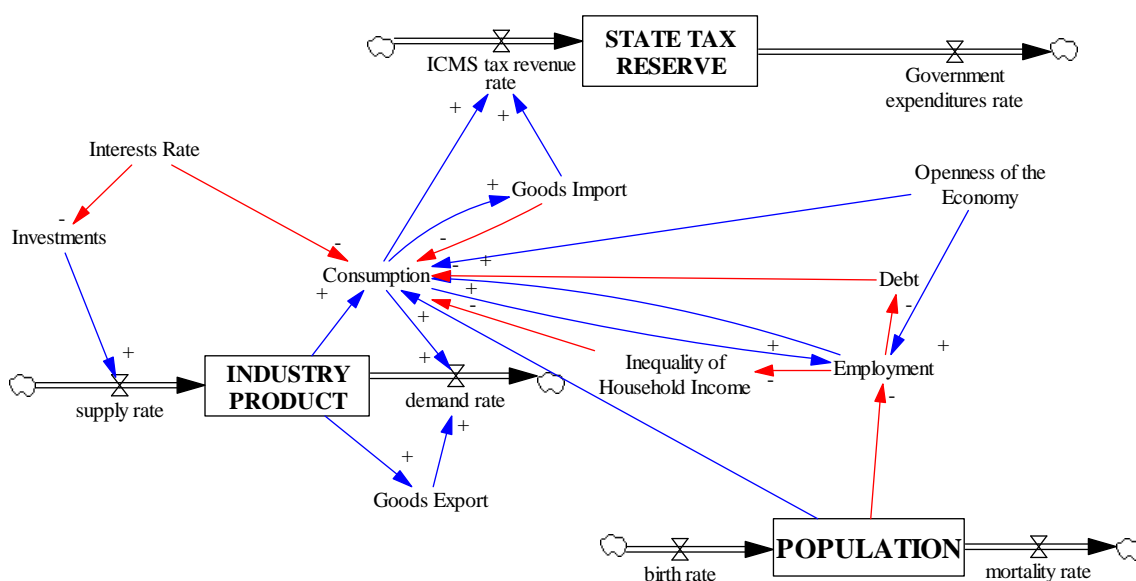 STATE TAX
RESERVE
ICMS tax revenue
rate
Government
expenditures rate
+
+
Interests Rate
Openness of the
Economy
+
Goods Import
-
Investments
-
-
Consumption
-
+
Debt
+
+
-
-
+
+
+
+
Inequality of
Household Income
-
Employment
+
-
INDUSTRY
PRODUCT
supply rate
demand rate
+
+
Goods Export
POPULATION
birth rate
mortality rate